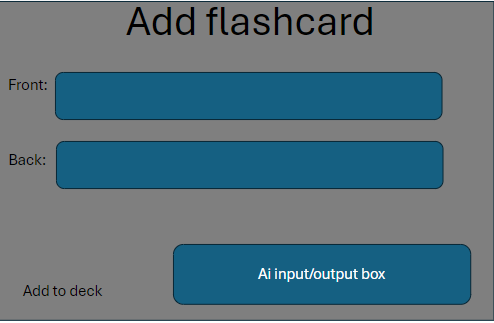 Add flashcard
Front:
Back:
Ai input/output box
Add to deck